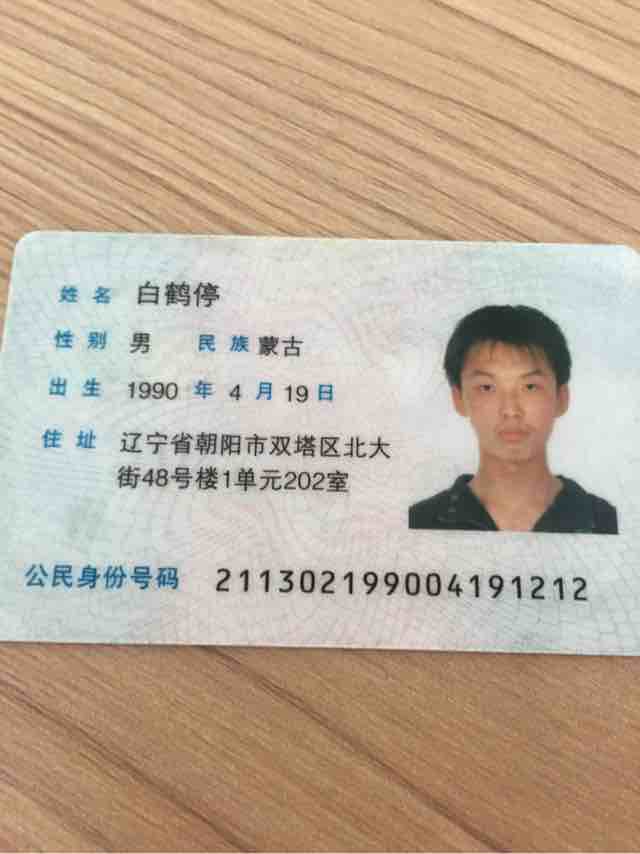 姓名 白鹤停
性别 男 民族 蒙古
出生 1990 年 4 月 19 日
住址 辽宁省朝阳市双塔区北大
街48号楼1单元202室
公民身份号码 211302199004191212